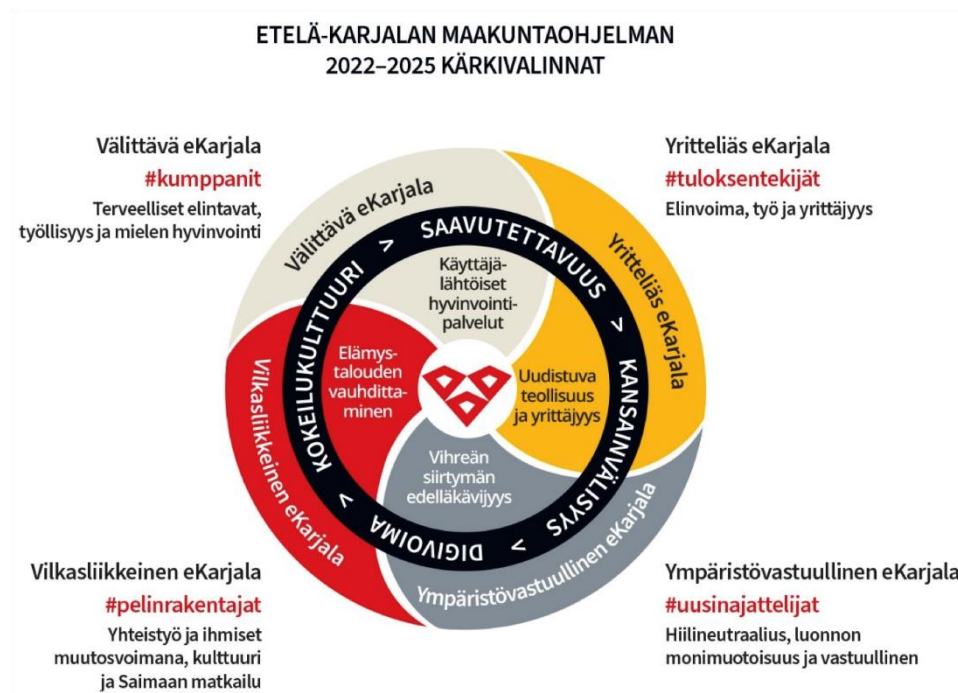 ETELÄ-KARJALAN MAAKUNTAOHJELMAN
2022–2025 KÄRKIVALINNAT
Välittävä eKarjala
#kumppanit
Terveelliset elintavat,
työllisyys ja mielen hyvinvointi
Yritteliäs eKarjala
#tuloksentekijät
Elinvoima, työ ja yrittäjyys
Välittävä eKarjala
Yritteliäs eKarjala
Ympäristövastuullinen eKarjala
Vilkasliikkeinen eKarjala
SAAVUTETTAVUUS >
KANSAINVÄLISYYS >
DIGIVOIMA >
KOKEILUKULTTUURI >
Käyttäjä-
lähtöiset
hyvinvointi-
palvelut
Elämys-
talouden
vauhditta-
minen
Uudistuva
teollisuus
ja yrittäjyys
Vihreän
siirtymän
edelläkävijyys
Vilkasliikkeinen eKarjala
#pelinrakentajat
Yhteistyö ja ihmiset
muutosvoimana, kulttuuri
ja Saimaan matkailu
Ympäristövastuullinen eKarjala
#uusinajattelijat
Hiilineutraalius, luonnon
monimuotoisuus ja vastuullinen